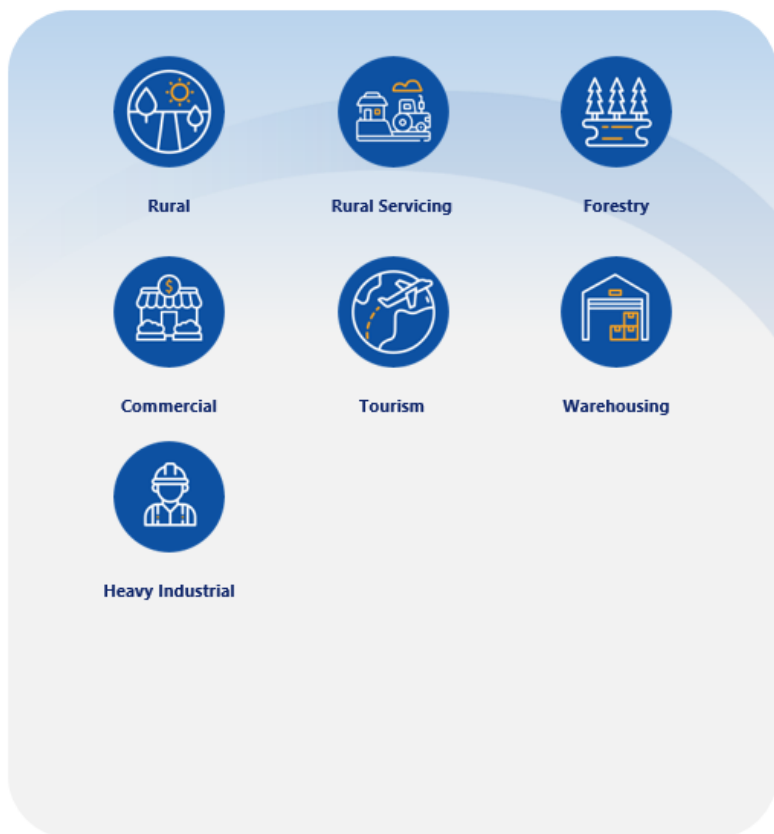 Rural
Rural Servicing
Forestry
$
Commercial
Tourism
Warehousing
Heavy Industrial